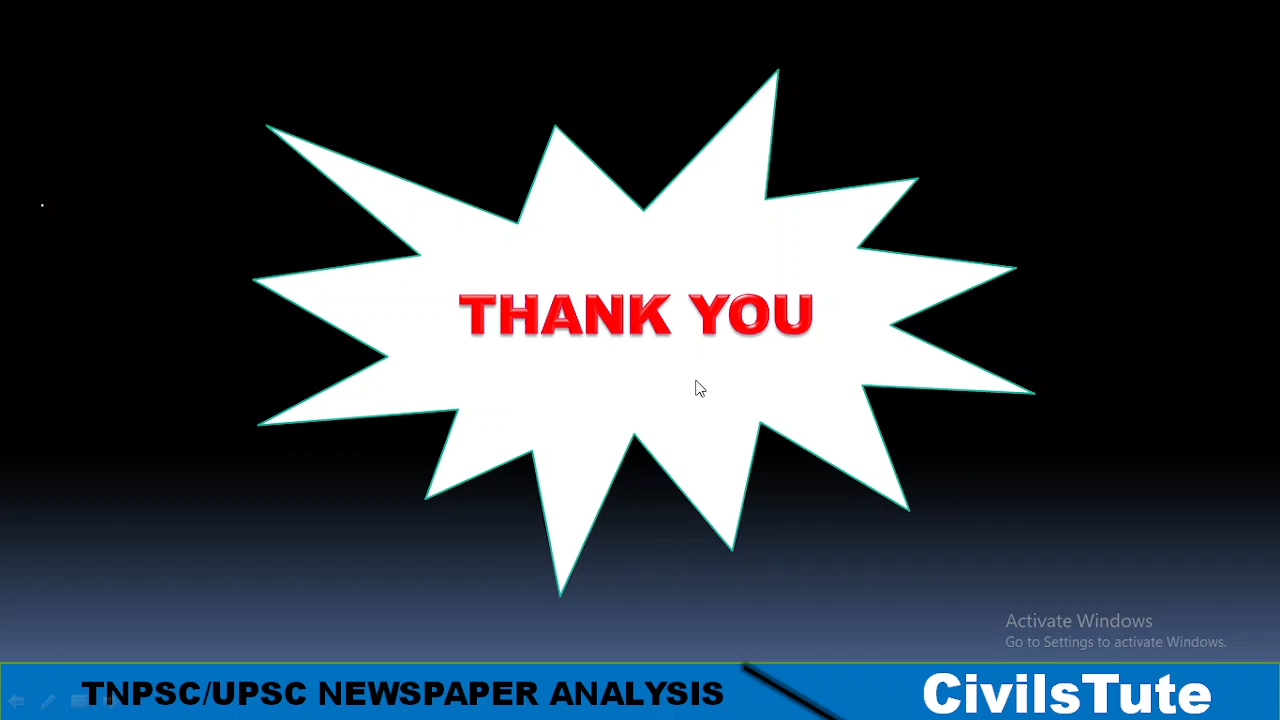 THANK YOU
Activate Windows
Go to Settings to activate Windows.
TNPSC/UPSC NEWSPAPER ANALYSIS
CivilsTute